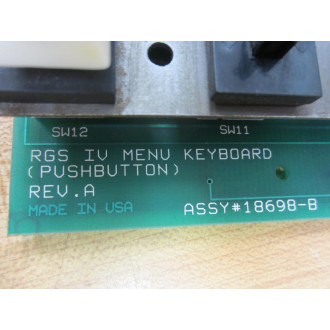 SW12 SW11
RGS IV MENU KEYBOARD
(PUSHBUTTON)
REV.A
MADE IN USA ASSY#18698-B